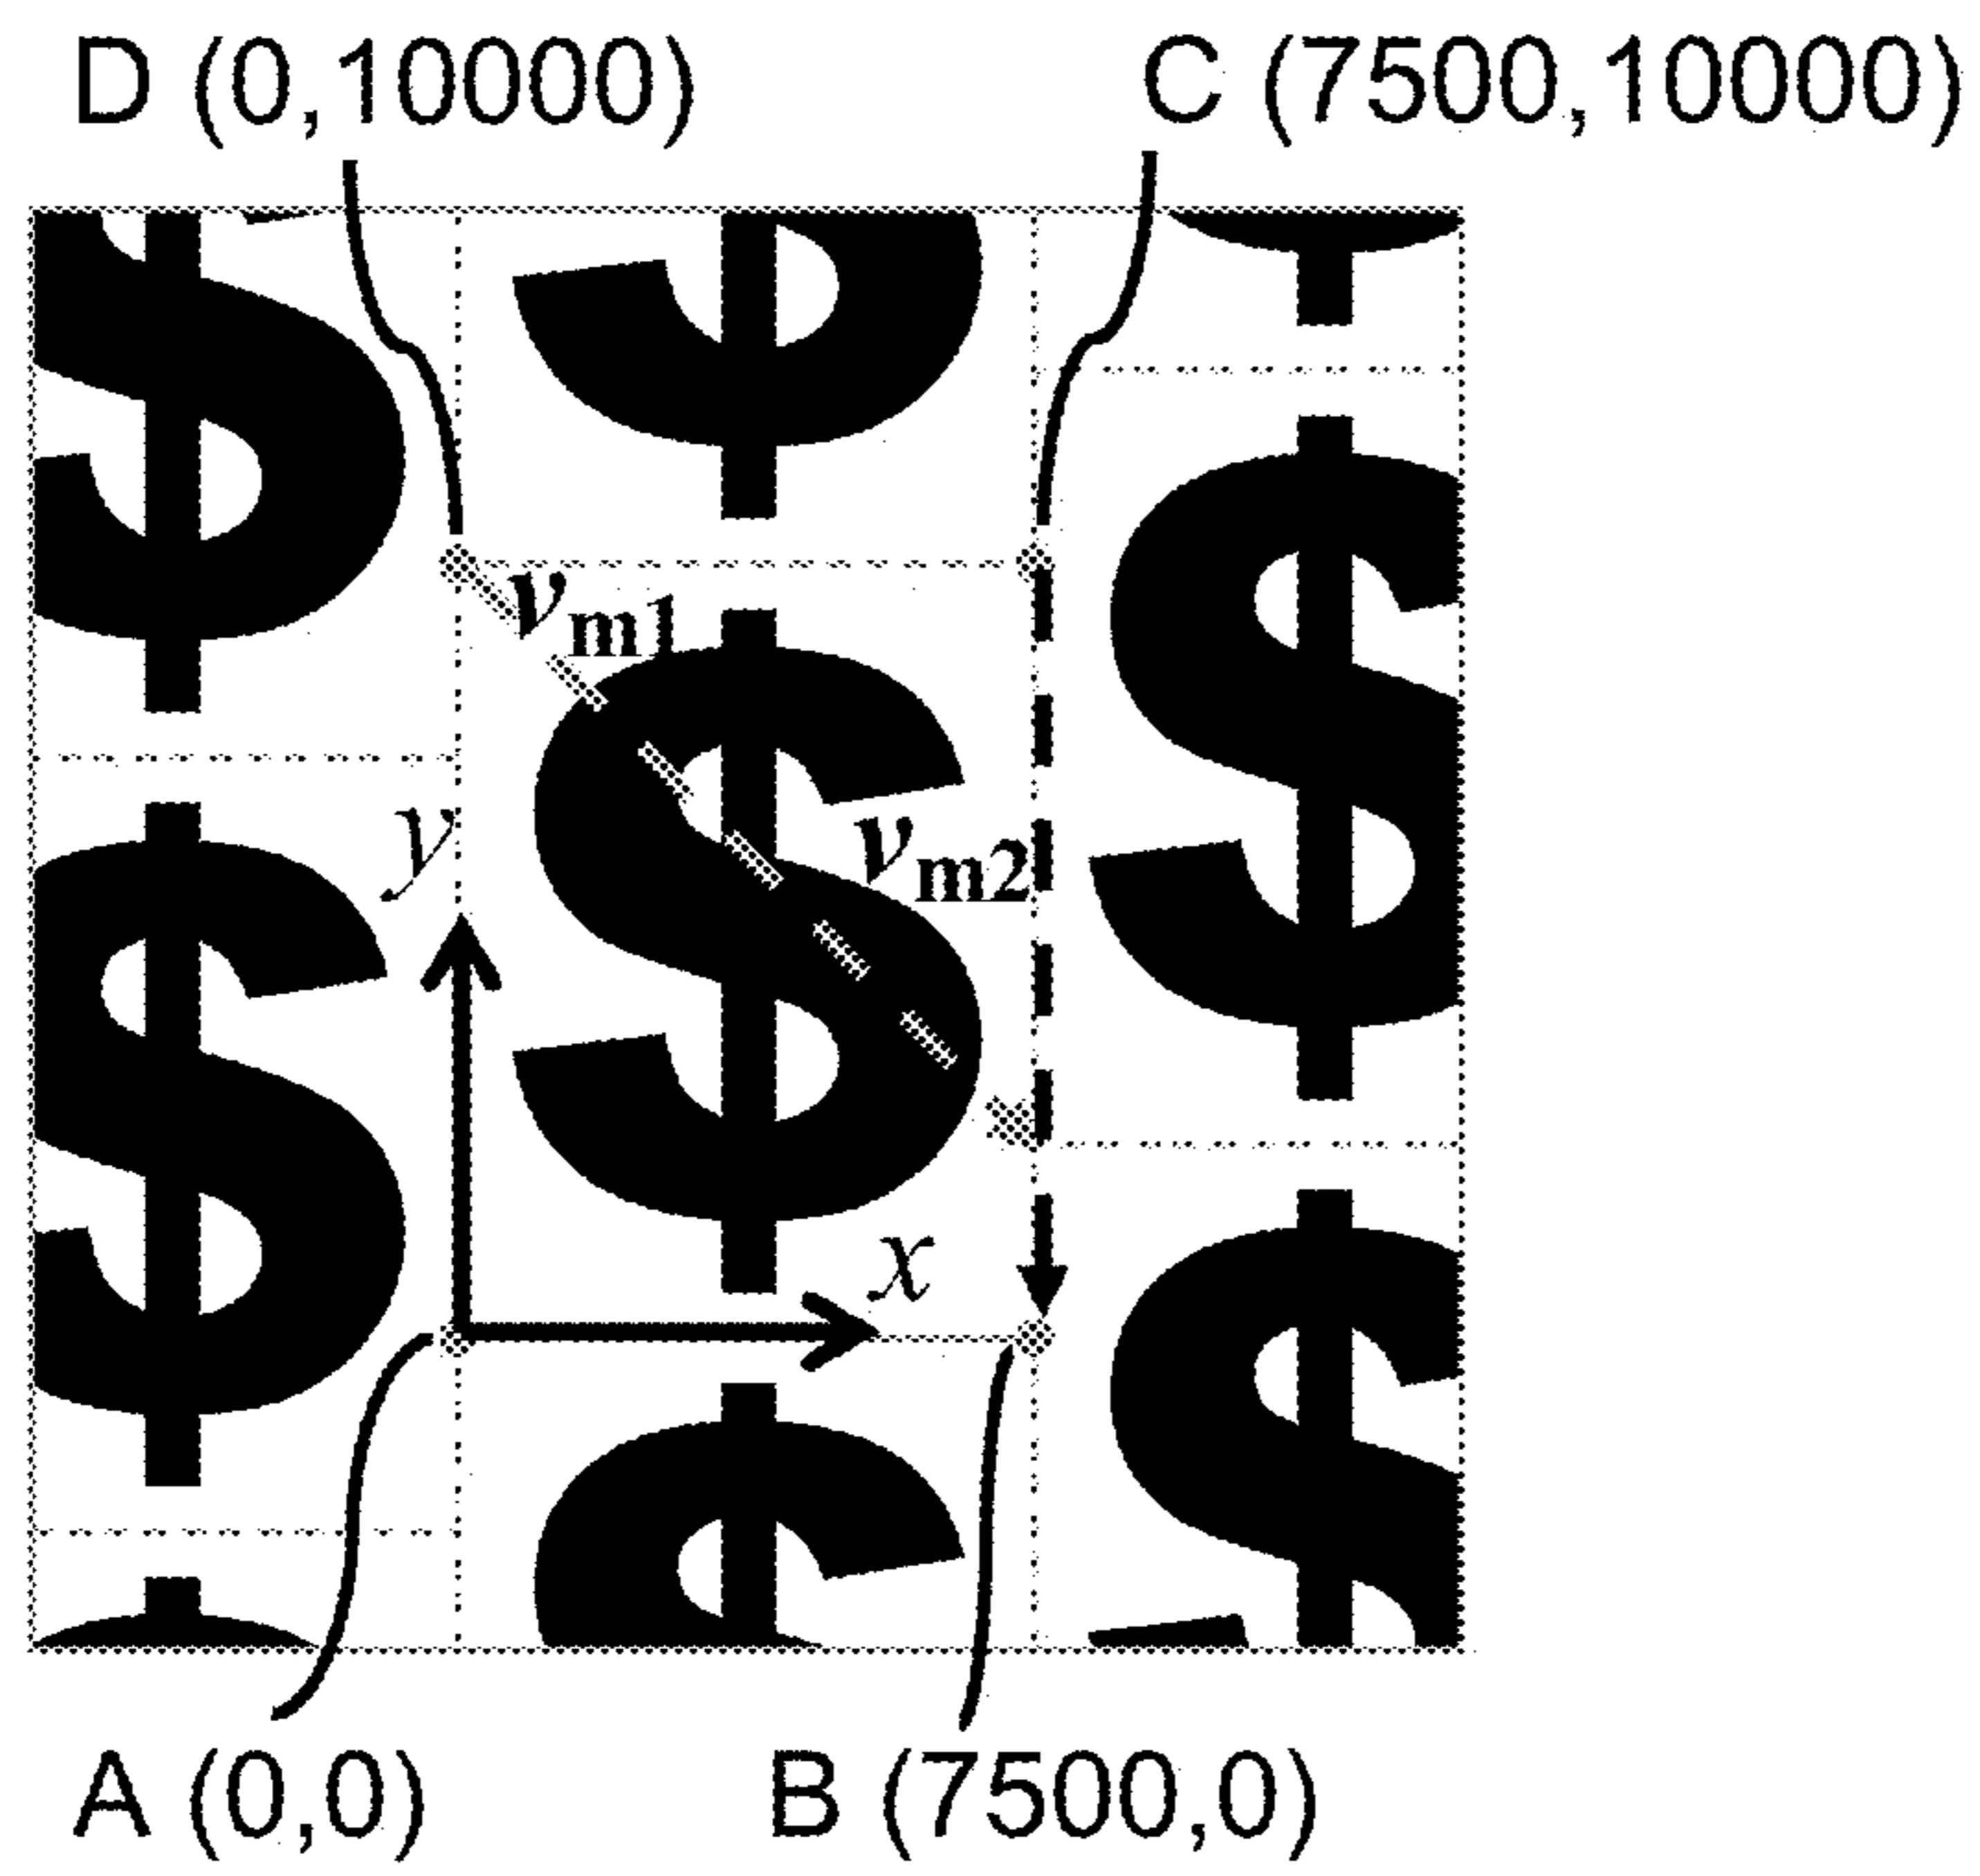 D (0,10000)
C (7500,10000)
$
$
v_m1
y
$
$
$
v_m2
x
$
$
A (0,0)
B (7500,0)